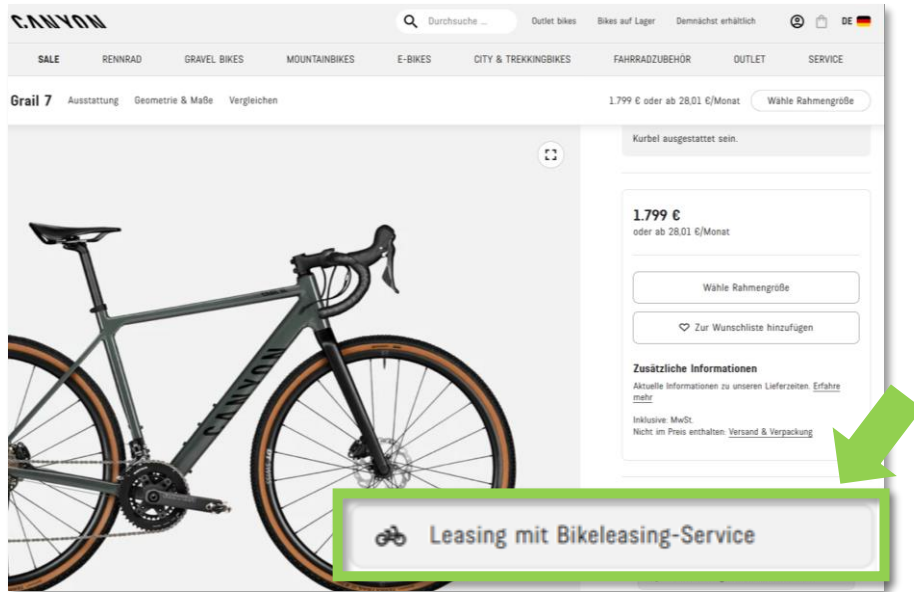 CANYON
Durchsuche ...
Outlet bikes
Bikes auf Lager
Demnächst erhältlich
DE
SALE
RENNRAD
GRAVEL BIKES
MOUNTAINBIKES
E-BIKES
CITY & TREKKINGBIKES
FAHRRADZUBEHÖR
OUTLET
SERVICE
Grail 7
Ausstattung
Geometrie & Maße
Vergleichen
1.799 € oder ab 28,01 €/Monat
Wähle Rahmengröße
Kurbel ausgestattet sein.
1.799 €
oder ab 28,01 €/Monat
Wähle Rahmengröße
Zur Wunschliste hinzufügen
Zusätzliche Informationen
Aktuelle Informationen zu unseren Lieferzeiten. Erfahre
mehr
Inklusive: MwSt.
Nicht im Preis enthalten: Versand & Verpackung
CANYON
Leasing mit Bikeleasing-Service